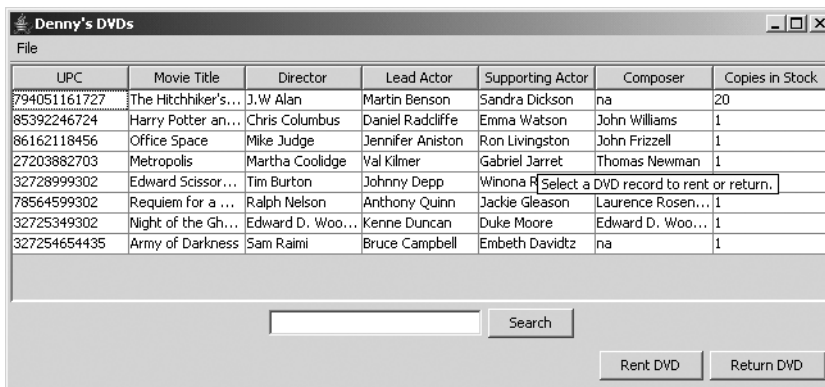 Denny's DVDs
File
UPC Movie Title Director Lead Actor Supporting Actor Composer Copies in Stock
794051161727 The Hitchhiker's... J.W Alan Martin Benson Sandra Dickson na 20
85392246724 Harry Potter an... Chris Columbus Daniel Radcliffe Emma Watson John Williams 1
86162118456 Office Space Mike Judge Jennifer Aniston Ron Livingston John Frizzell 1
27203882703 Metropolis Martha Coolidge Val Kilmer Gabriel Jarret Thomas Newman 1
32728999302 Edward Scissor... Tim Burton Johnny Depp Winona R Select a DVD record to rent or return.
78564599302 Requiem for a ... Ralph Nelson Anthony Quinn Jackie Gleason Laurence Rosen... 1
32725349302 Night of the Gh... Edward D. Woo... Kenne Duncan Duke Moore Edward D. Woo... 1
327254654435 Army of Darkness Sam Raimi Bruce Campbell Embeth Davidtz na 1
Search
Rent DVD Return DVD